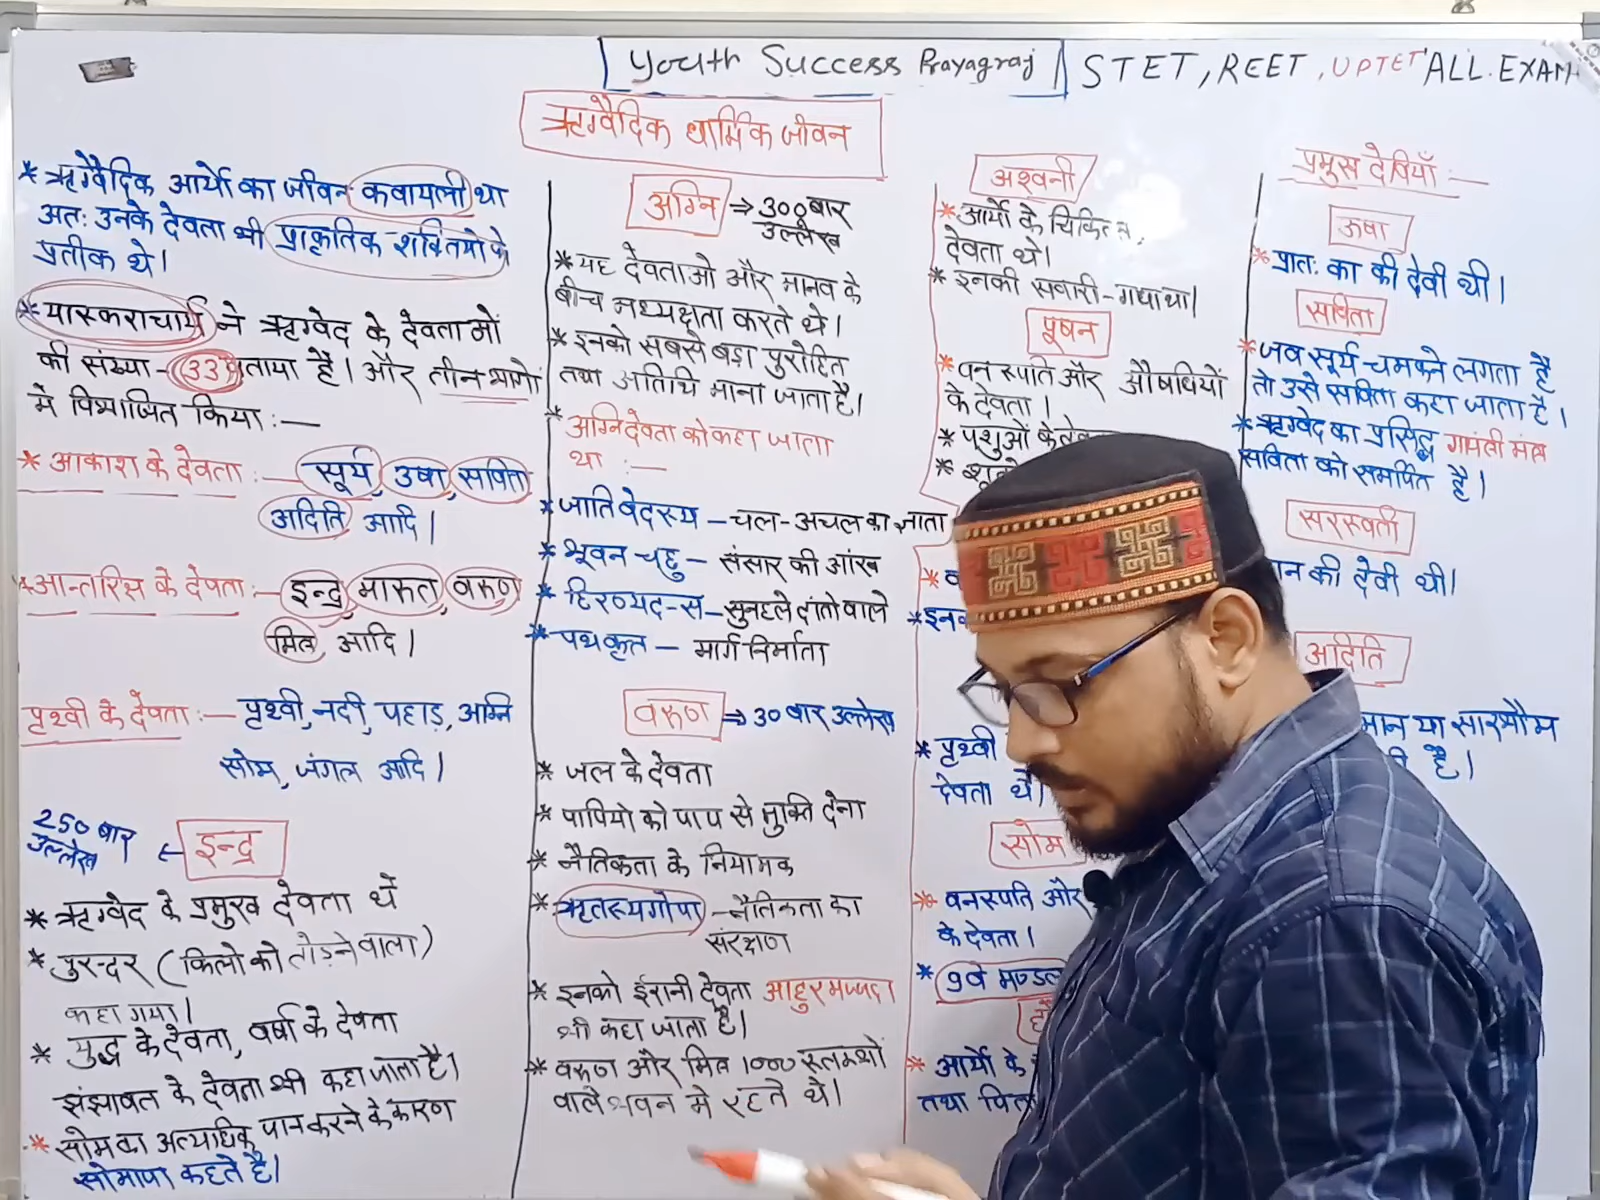 Youth Success Prayagraj
STET, REET, UPTET ALL. EXAM
ऋग्वैदिक धार्मिक जीवन
* ऋग्वैदिक आर्यो का जीवन कबायली था
अतः उनके देवता भी प्राकृतिक शक्तियो के
प्रतीक थे।
* यास्कराचार्य ने ऋग्वेद के देवताओं
की संख्या - 33 बताया है। और तीन भागो
मे विभाजित किया :—
* आकाश के देवता :— सूर्य, उषा, सविता
अदिति आदि।
* आन्तरिक्ष के देवता :— इन्द्र, मारूत, वरूण
मित्र आदि।
पृथ्वी के देवता :— पृथ्वी, नदी, पहाड़, अग्नि
सोम, जंगल आदि।
250 बार
उल्लेख
← इन्द्र
* ऋग्वेद के प्रमुख देवता थे
* पुरन्दर (किलो को तोड़ने वाला)
कहा गया।
* युद्ध के देवता, वर्षा के देवता
झंझावत के देवता भी कहा जाता है।
* सोम का अत्याधिक पान करने के कारण
सोमापा कहते है।
अग्नि → 300 बार
उल्लेख
* यह देवताओ और मानव के
बीच मध्यक्षता करते थे।
* इनको सबसे बड़ा पुरोहित
तथा अतिथि माना जाता है।
* अग्नि देवता को कहा जाता
था :—
* जातिवेदस्य – चल-अचल का ज्ञाता
* भूवन चक्षु – संसार की आंख
* हिरण्यदन्स – सुनहले दांतो वाले
* पथकृत – मार्ग निर्माता
वरूण → 30 बार उल्लेख
* जल के देवता
* पापियो को पाप से मुक्ति देना
* नैतिकता के नियामक
* ऋतस्यगोपा – नैतिकता का
संरक्षण
* इनको ईरानी देवता आहुरमज्दा
भी कहा जाता है।
* वरूण और मित्र 1000 स्तम्भों
वाले भवन मे रहते थे।
अश्वनी
* आर्यो के
देवता थे।
* इनकी सवारी - गधा था।
पूषन
* वनस्पति और औषधियों
के देवता।
* पशुओं के
* इनक
* पृथ्वी
देवता थे।
सोम
* वनस्पति और
के देवता।
* 9वे मण्डल
* आर्यो के
तथा
प्रमुख देवियाँ :—
ऊषा
* प्रातः का की देवी थी।
सविता
* जब सूर्य चमकने लगता है
तो उसे सविता कहा जाता है।
* ऋग्वेद का प्रसिद्ध गायत्री मंत्र
सविता को समर्पित है।
सरस्वती
की देवी थी।
अदिति
या सारभौम
है।